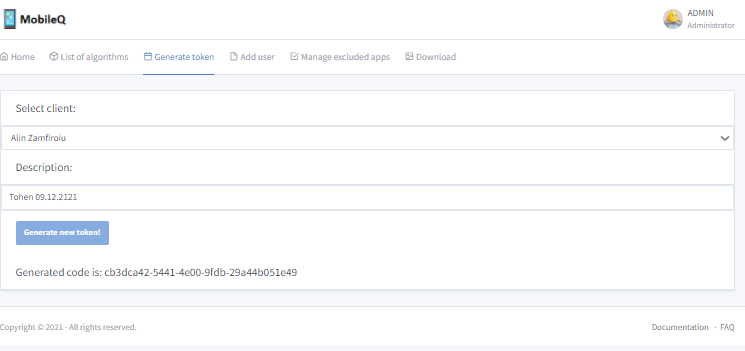 MobileQ
ADMIN
Administrator
Home List of algorithms Generate token Add user Manage excluded apps Download
Select client:
Alin Zamfiroiu
Description:
Tohen 09.12.2121
Generate new token!
Generated code is: cb3dca42-5441-4e00-9fdb-29a44b051e49
Copyright © 2021 · All rights reserved.
Documentation · FAQ